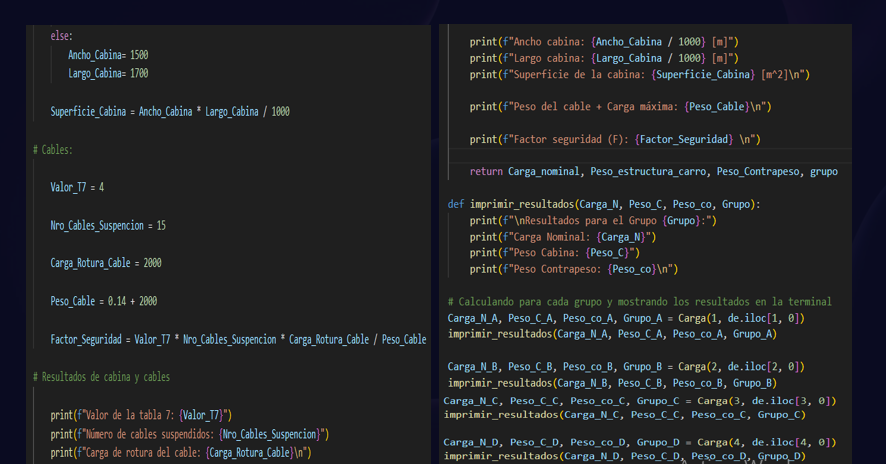 else:
Ancho_Cabina= 1500
Largo_Cabina= 1700
Superficie_Cabina = Ancho_Cabina * Largo_Cabina / 1000
# Cables:
Valor_T7 = 4
Nro_Cables_Suspencion = 15
Carga_Rotura_Cable = 2000
Peso_Cable = 0.14 + 2000
Factor_Seguridad = Valor_T7 * Nro_Cables_Suspencion * Carga_Rotura_Cable / Peso_Cable
# Resultados de cabina y cables
print(f"Valor de la tabla 7: {Valor_T7}")
print(f"Número de cables suspendidos: {Nro_Cables_Suspencion}")
print(f"Carga de rotura del cable: {Carga_Rotura_Cable}\n")
print(f"Ancho cabina: {Ancho_Cabina / 1000} [m]")
print(f"Largo cabina: {Largo_Cabina / 1000} [m]")
print(f"Superficie de la cabina: {Superficie_Cabina} [m^2]\n")
print(f"Peso del cable + Carga máxima: {Peso_Cable}\n")
print(f"Factor seguridad (F): {Factor_Seguridad} \n")
return Carga_nominal, Peso_estructura_carro, Peso_Contrapeso, grupo
def imprimir_resultados(Carga_N, Peso_C, Peso_co, Grupo):
print(f"\nResultados para el Grupo {Grupo}:")
print(f"Carga Nominal: {Carga_N}")
print(f"Peso Cabina: {Peso_C}")
print(f"Peso Contrapeso: {Peso_co}\n")
# Calculando para cada grupo y mostrando los resultados en la terminal
Carga_N_A, Peso_C_A, Peso_co_A, Grupo_A = Carga(1, de.iloc[1, 0])
imprimir_resultados(Carga_N_A, Peso_C_A, Peso_co_A, Grupo_A)
Carga_N_B, Peso_C_B, Peso_co_B, Grupo_B = Carga(2, de.iloc[2, 0])
imprimir_resultados(Carga_N_B, Peso_C_B, Peso_co_B, Grupo_B)
Carga_N_C, Peso_C_C, Peso_co_C, Grupo_C = Carga(3, de.iloc[3, 0])
imprimir_resultados(Carga_N_C, Peso_C_C, Peso_co_C, Grupo_C)
Carga_N_D, Peso_C_D, Peso_co_D, Grupo_D = Carga(4, de.iloc[4, 0])
imprimir_resultados(Carga_N_D, Peso_C_D, Peso_co_D, Grupo_D)